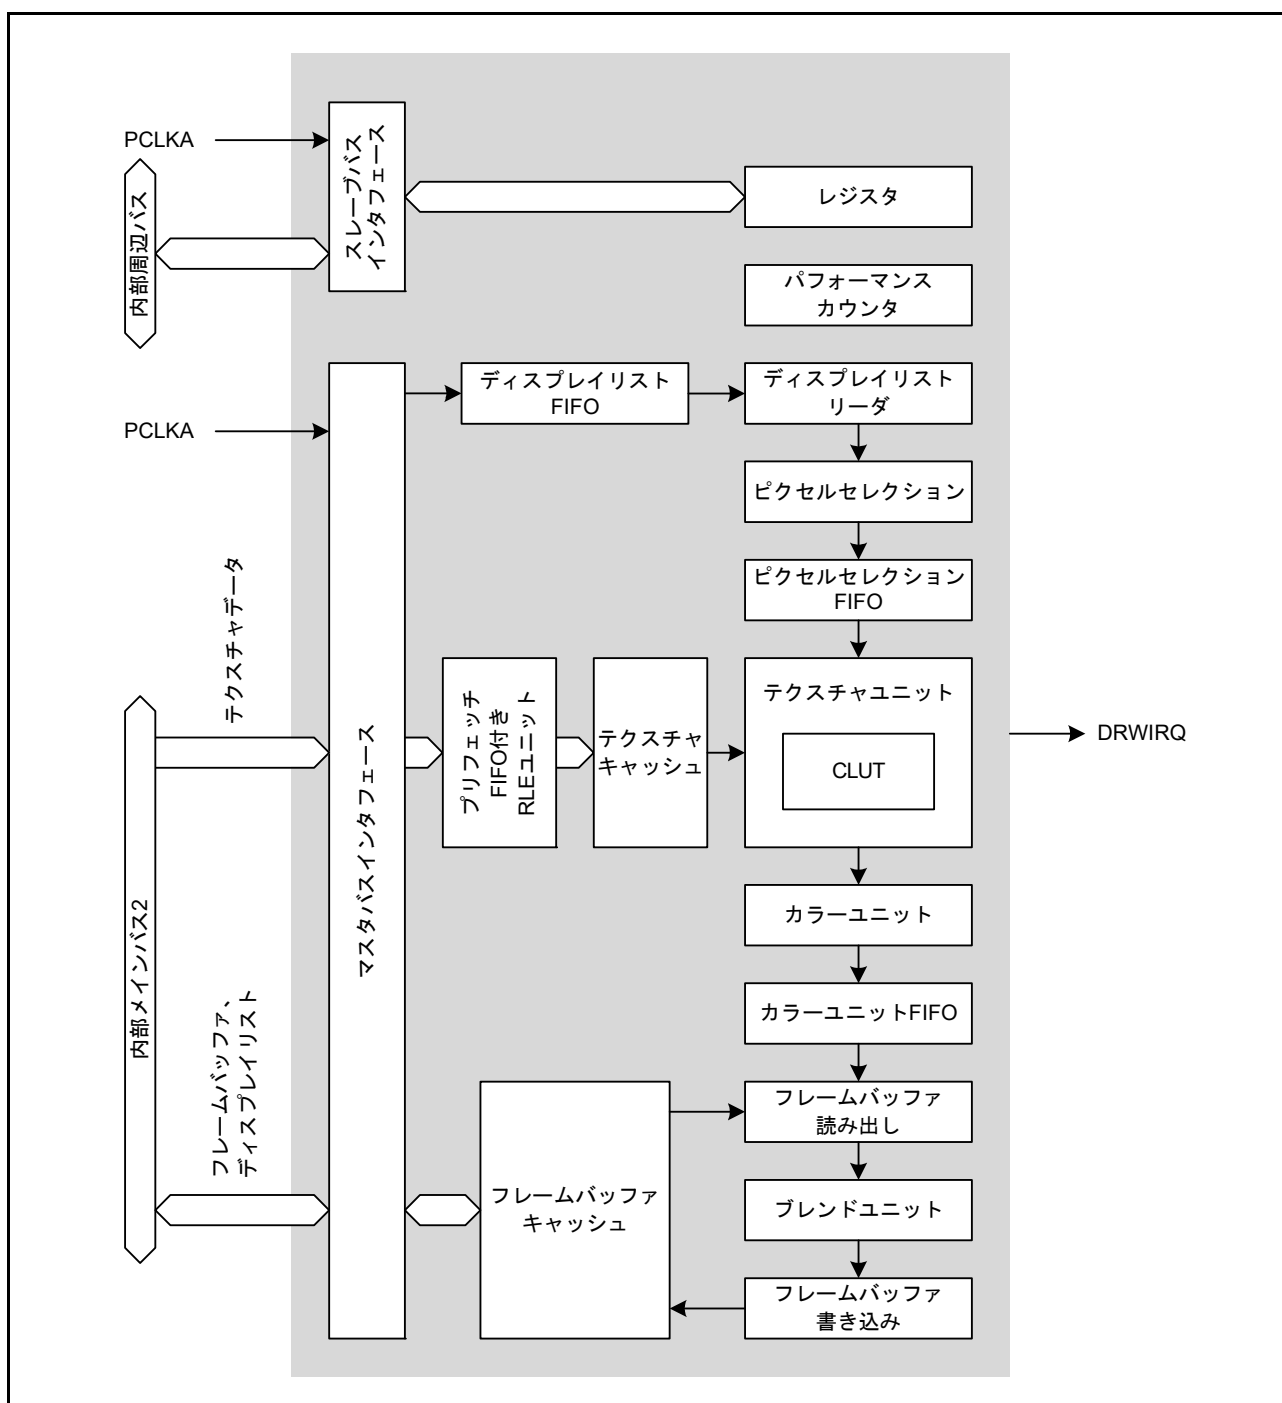 PCLKA
スレーブバス
インタフェース
内部周辺バス
レジスタ
パフォーマンス
カウンタ
PCLKA
ディスプレイリスト
FIFO
ディスプレイリスト
リーダ
ピクセルセレクション
ピクセルセレクション
FIFO
テクスチャデータ
マスタバスインタフェース
プリフェッチ
FIFO付き
RLEユニット
テクスチャ
キャッシュ
テクスチャユニット
CLUT
DRWIRQ
カラーユニット
カラーユニットFIFO
内部メインバス2
フレームバッファ、
ディスプレイリスト
フレームバッファ
キャッシュ
フレームバッファ
読み出し
ブレンドユニット
フレームバッファ
書き込み